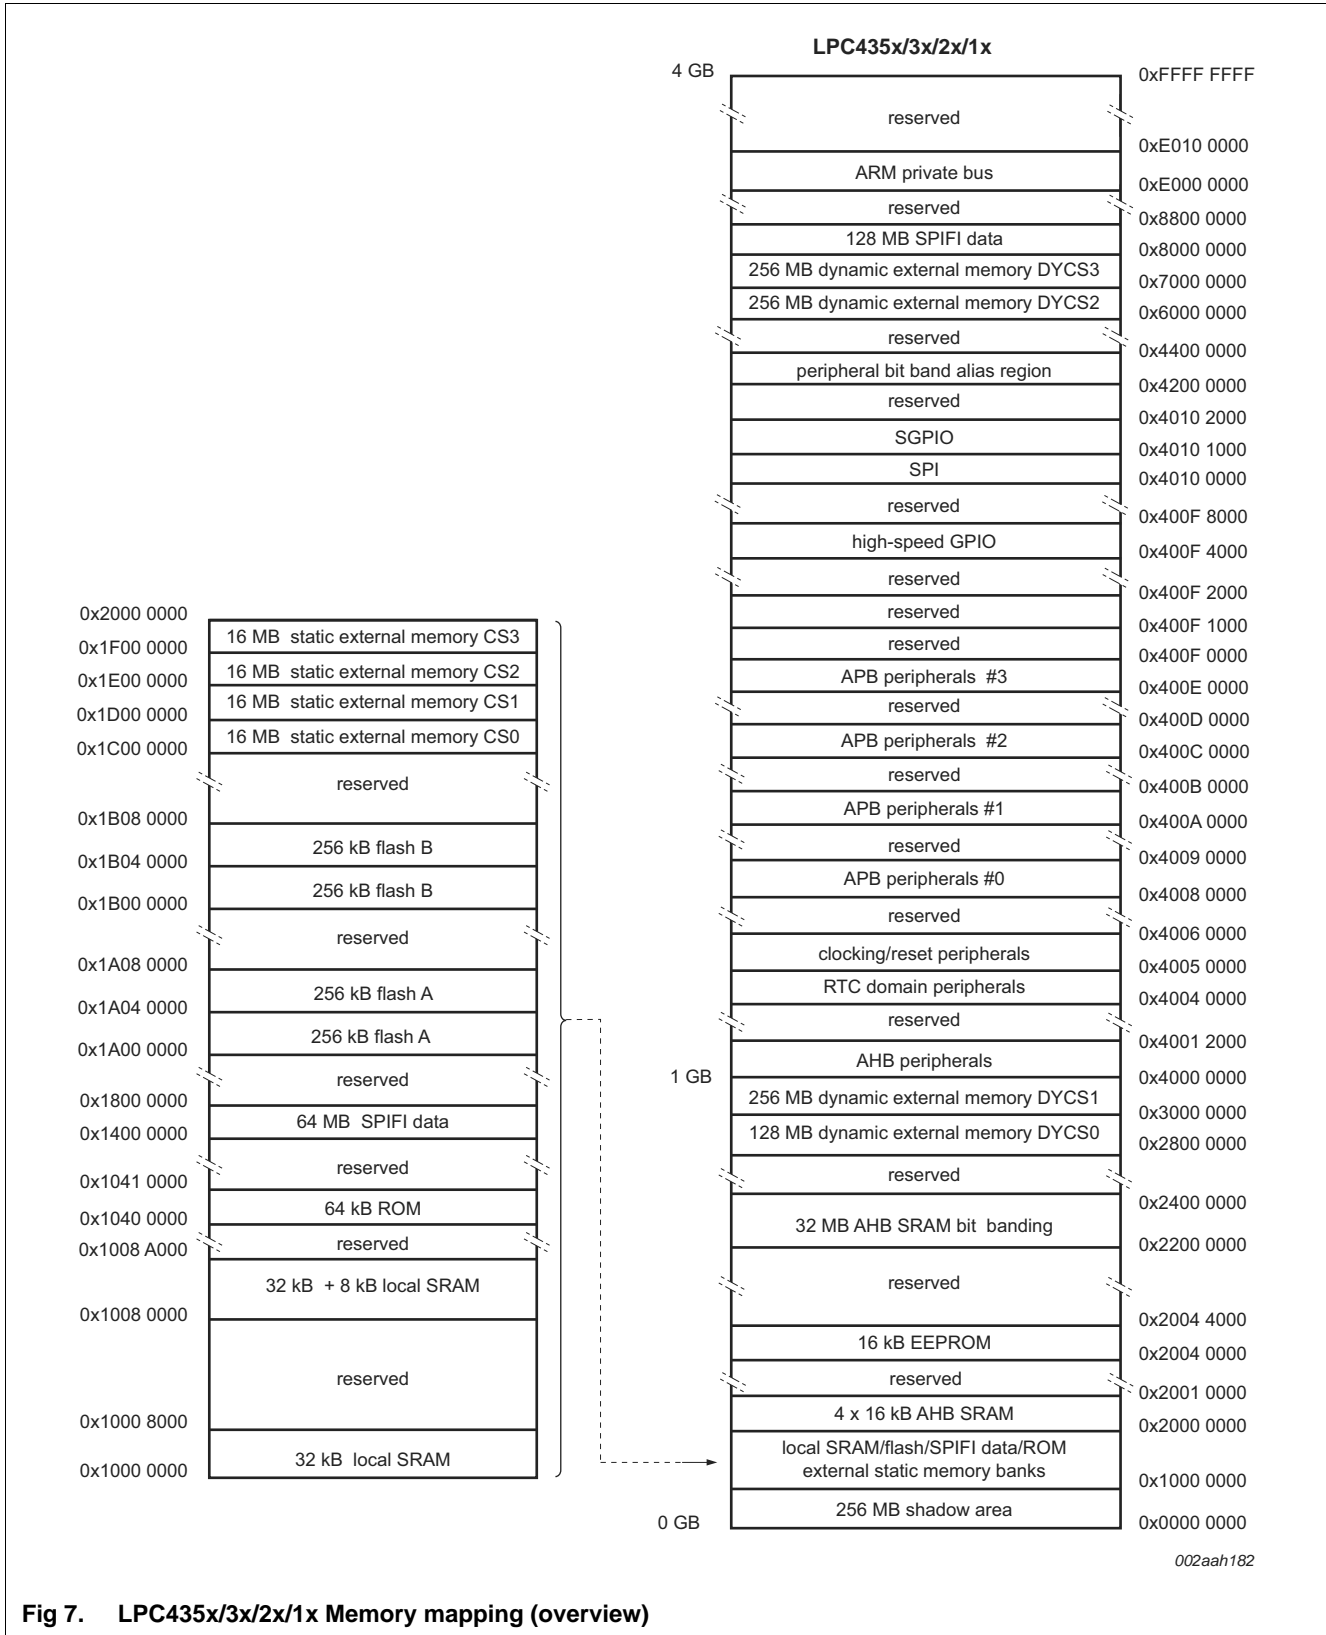 LPC435x/3x/2x/1x
4 GB
0xFFFF FFFF
reserved
0xE010 0000
ARM private bus
0xE000 0000
reserved
0x8800 0000
128 MB SPIFI data
0x8000 0000
256 MB dynamic external memory DYCS3
0x7000 0000
256 MB dynamic external memory DYCS2
0x6000 0000
reserved
0x4400 0000
peripheral bit band alias region
0x4200 0000
reserved
0x4010 2000
SGPIO
0x4010 1000
SPI
0x4010 0000
reserved
0x400F 8000
high-speed GPIO
0x400F 4000
reserved
0x400F 2000
reserved
0x400F 1000
reserved
0x400F 0000
APB peripherals #3
0x400E 0000
reserved
0x400D 0000
APB peripherals #2
0x400C 0000
reserved
0x400B 0000
APB peripherals #1
0x400A 0000
reserved
0x4009 0000
APB peripherals #0
0x4008 0000
reserved
0x4006 0000
clocking/reset peripherals
0x4005 0000
RTC domain peripherals
0x4004 0000
reserved
0x4001 2000
AHB peripherals
1 GB
0x4000 0000
256 MB dynamic external memory DYCS1
0x3000 0000
128 MB dynamic external memory DYCS0
0x2800 0000
reserved
0x2400 0000
32 MB AHB SRAM bit banding
0x2200 0000
reserved
0x2004 4000
16 kB EEPROM
0x2004 0000
reserved
0x2001 0000
4 x 16 kB AHB SRAM
0x2000 0000
local SRAM/flash/SPIFI data/ROM
external static memory banks
0x1000 0000
256 MB shadow area
0 GB
0x0000 0000
0x2000 0000
16 MB static external memory CS3
0x1F00 0000
16 MB static external memory CS2
0x1E00 0000
16 MB static external memory CS1
0x1D00 0000
16 MB static external memory CS0
0x1C00 0000
reserved
0x1B08 0000
256 kB flash B
0x1B04 0000
256 kB flash B
0x1B00 0000
reserved
0x1A08 0000
256 kB flash A
0x1A04 0000
256 kB flash A
0x1A00 0000
reserved
0x1800 0000
64 MB SPIFI data
0x1400 0000
reserved
0x1041 0000
64 kB ROM
0x1040 0000
reserved
0x1008 A000
32 kB + 8 kB local SRAM
0x1008 0000
reserved
0x1000 8000
32 kB local SRAM
0x1000 0000
002aah182
Fig 7. LPC435x/3x/2x/1x Memory mapping (overview)